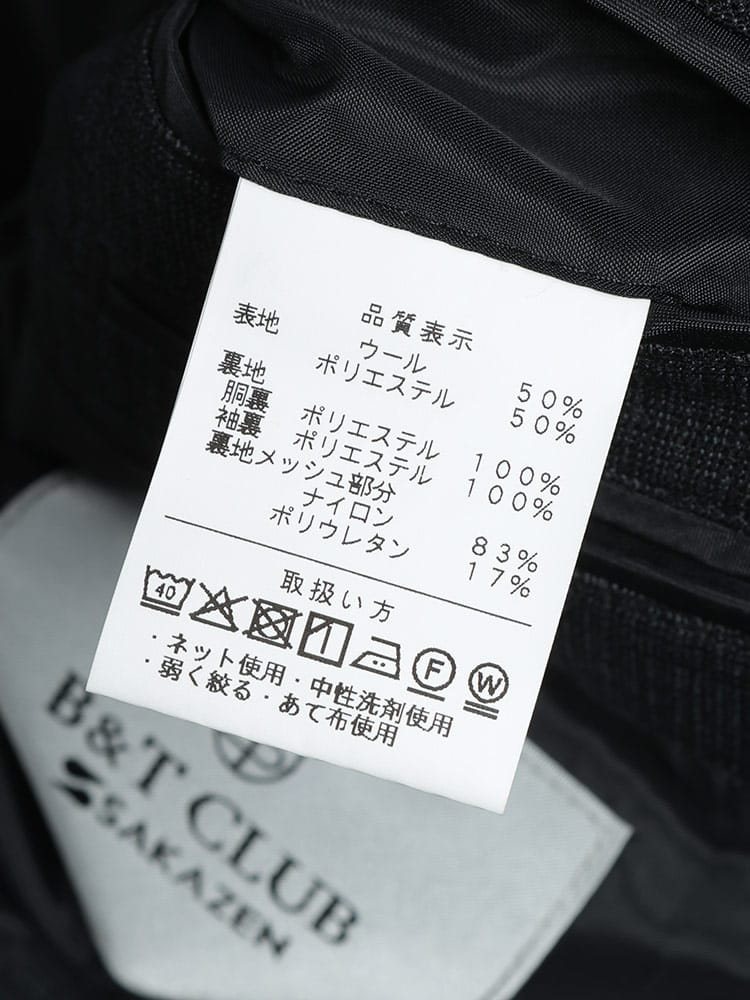 品質表示
表地 ウール 50%
ポリエステル 50%
裏地
胴裏 ポリエステル 100%
袖裏 ポリエステル 100%
裏地メッシュ部分
ナイロン 83%
ポリウレタン 17%
取扱い方
40 F W
・ネット使用・中性洗剤使用
・弱く絞る・あて布使用
B&T CLUB
SAKAZEN